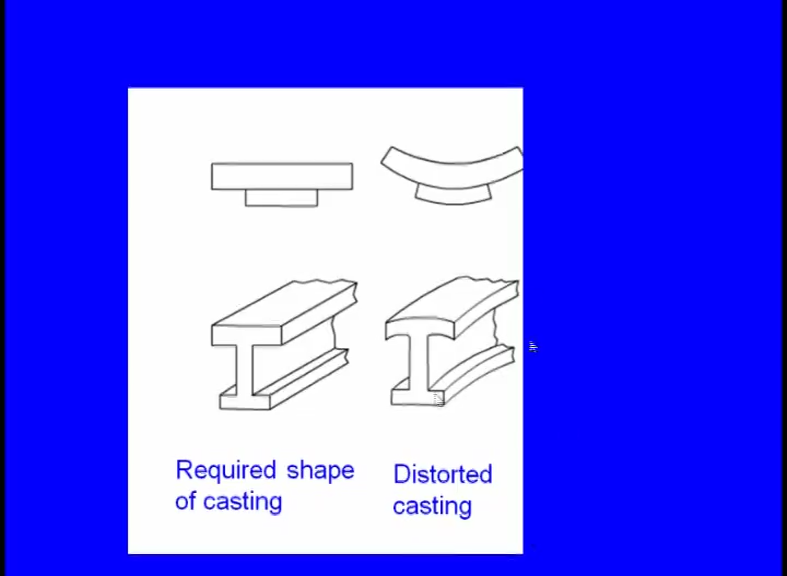 Required shape
of casting
Distorted
casting